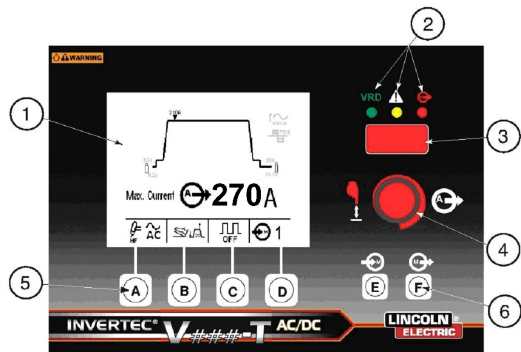 2
WARNING
VRD
1
3
Max. Current A 270A
HF AC
OFF
1
4
5
A
B
C
D
E
F
6
INVERTEC® V###-T AC/DC
LINCOLN®
ELECTRIC